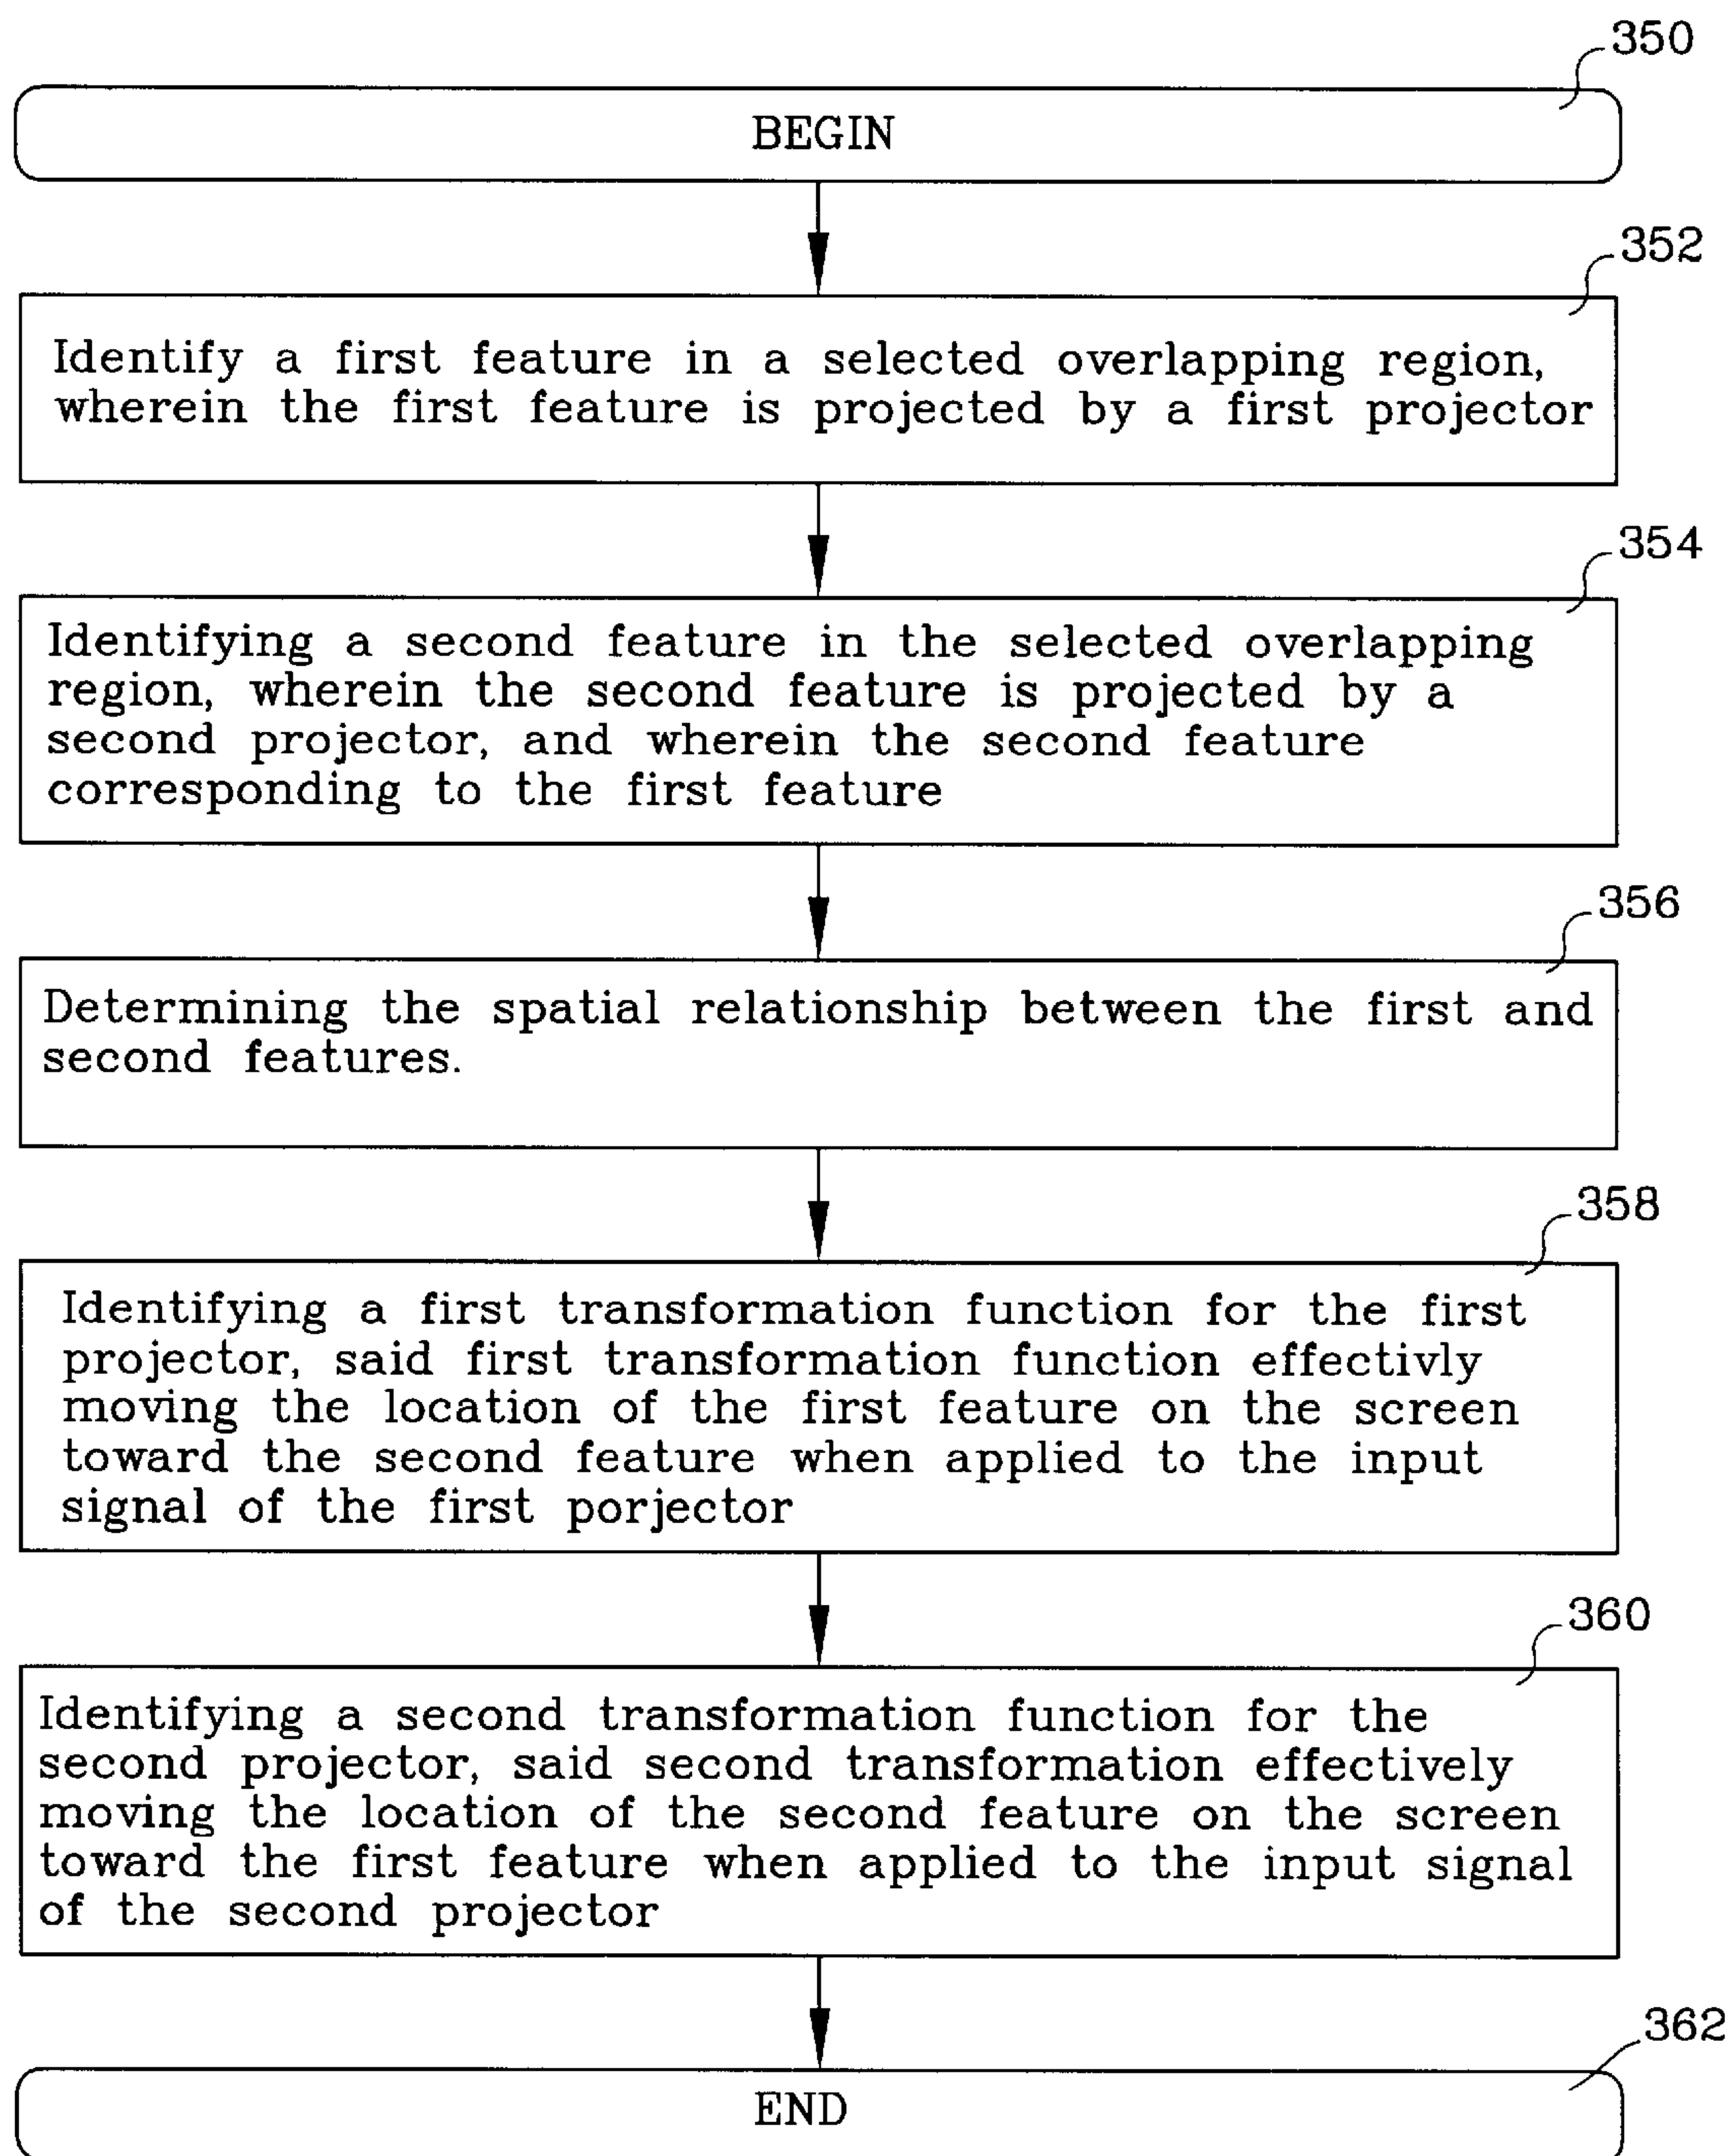 350
BEGIN
352
Identify a first feature in a selected overlapping region,
wherein the first feature is projected by a first projector
354
Identifying a second feature in the selected overlapping
region, wherein the second feature is projected by a
second projector, and wherein the second feature
corresponding to the first feature
356
Determining the spatial relationship between the first and
second features.
358
Identifying a first transformation function for the first
projector, said first transformation function effectivly
moving the location of the first feature on the screen
toward the second feature when applied to the input
signal of the first porjector
360
Identifying a second transformation function for the
second projector, said second transformation effectively
moving the location of the second feature on the screen
toward the first feature when applied to the input signal
of the second projector
362
END